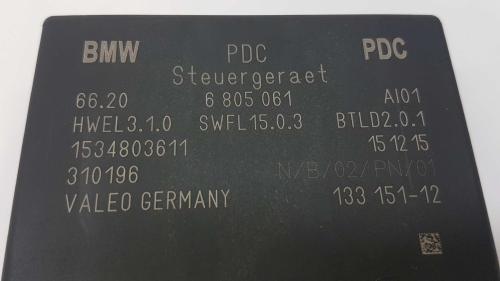 BMW PDC PDC
Steuergeraet
66.20 6 805 061 AI01
HWEL3.1.0 SWFL15.0.3 BTLD2.0.1
1534803611 15 12 15
310196 N/B/02/PN/01
VALEO GERMANY 133 151-12